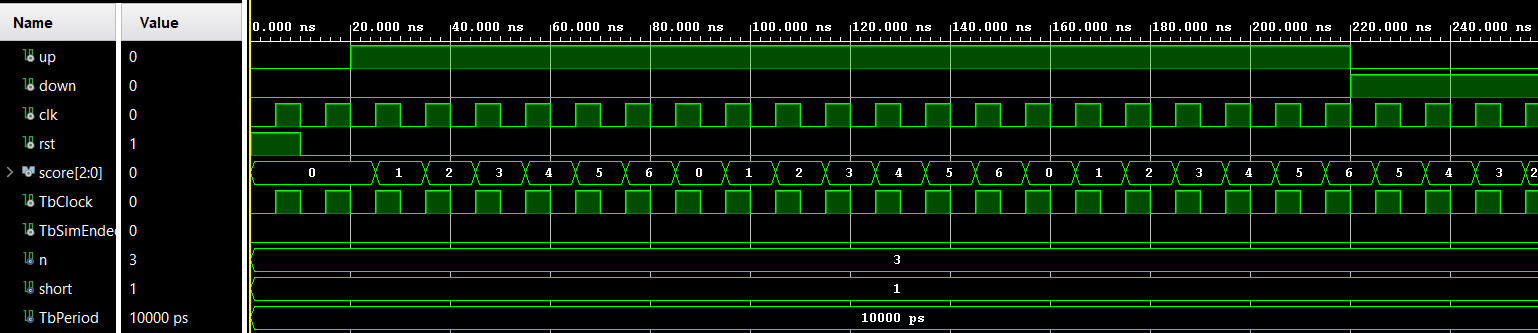 Name Value 0.000 ns 20.000 ns 40.000 ns 60.000 ns 80.000 ns 100.000 ns 120.000 ns 140.000 ns 160.000 ns 180.000 ns 200.000 ns 220.000 ns 240.000 ns
up 0
down 0
clk 0
rst 1
score[2:0] 0 0 1 2 3 4 5 6 0 1 2 3 4 5 6 0 1 2 3 4 5 6 5 4 3 2
TbClock 0
TbSimEnde 0
n 3 3
short 1 1
TbPeriod 10000 ps 10000 ps